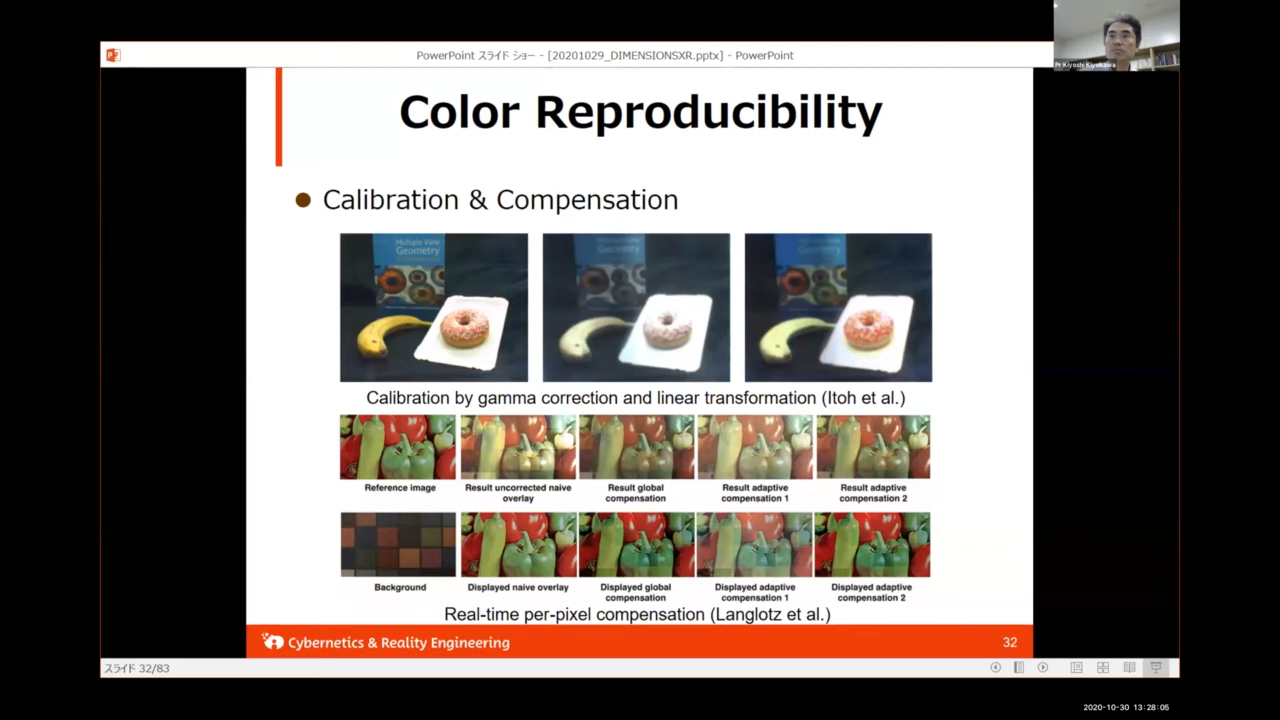 PowerPoint スライド ショー - [20201029_DIMENSIONSXR.pptx] - PowerPoint
Pr Kiyoshi Kiyokawa
Color Reproducibility
Calibration & Compensation
Multiple View
Geometry
Calibration by gamma correction and linear transformation (Itoh et al.)
Reference image
Result uncorrected naive
overlay
Result global
compensation
Result adaptive
compensation 1
Result adaptive
compensation 2
Background
Displayed naive overlay
Displayed global
compensation
Displayed adaptive
compensation 1
Displayed adaptive
compensation 2
Real-time per-pixel compensation (Langlotz et al.)
Cybernetics & Reality Engineering
32
スライド 32/83
2020-10-30 13:28:05